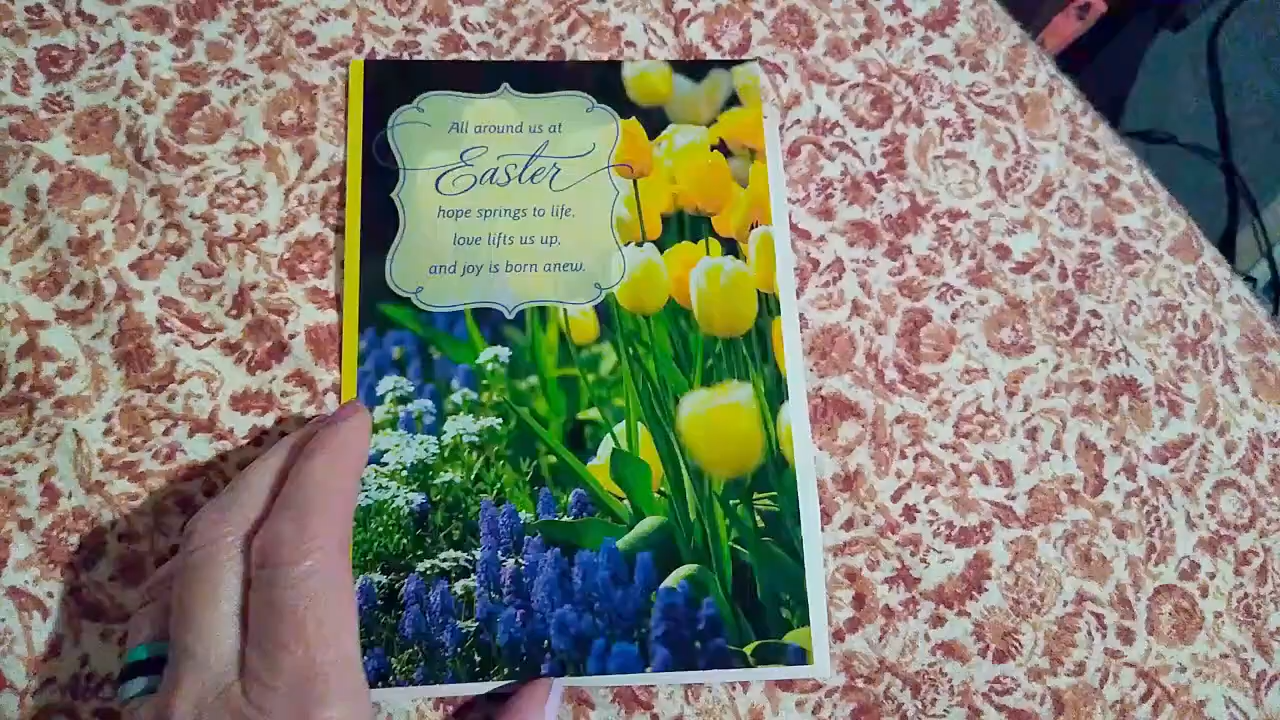 All around us at
Easter
hope springs to life,
love lifts us up,
and joy is born anew.